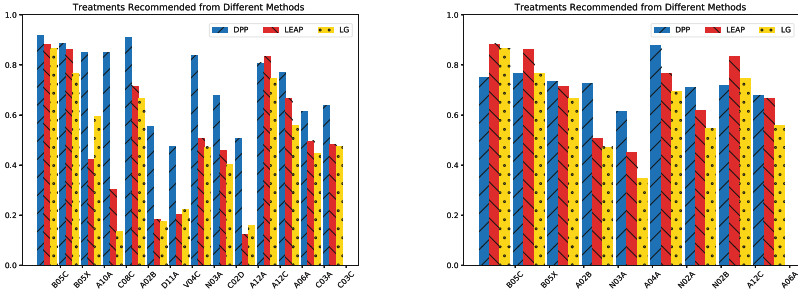 Treatments Recommended from Different Methods
DPP LEAP LG
1.0
0.8
0.6
0.4
0.2
0.0
B05C B05X A10A C08C A02B D11A V04C N03A C02D A12A A12C A06A C03A C03C
Treatments Recommended from Different Methods
DPP LEAP LG
1.0
0.8
0.6
0.4
0.2
0.0
B05C B05X A02B N03A A04A N02A N02B A12C A06A